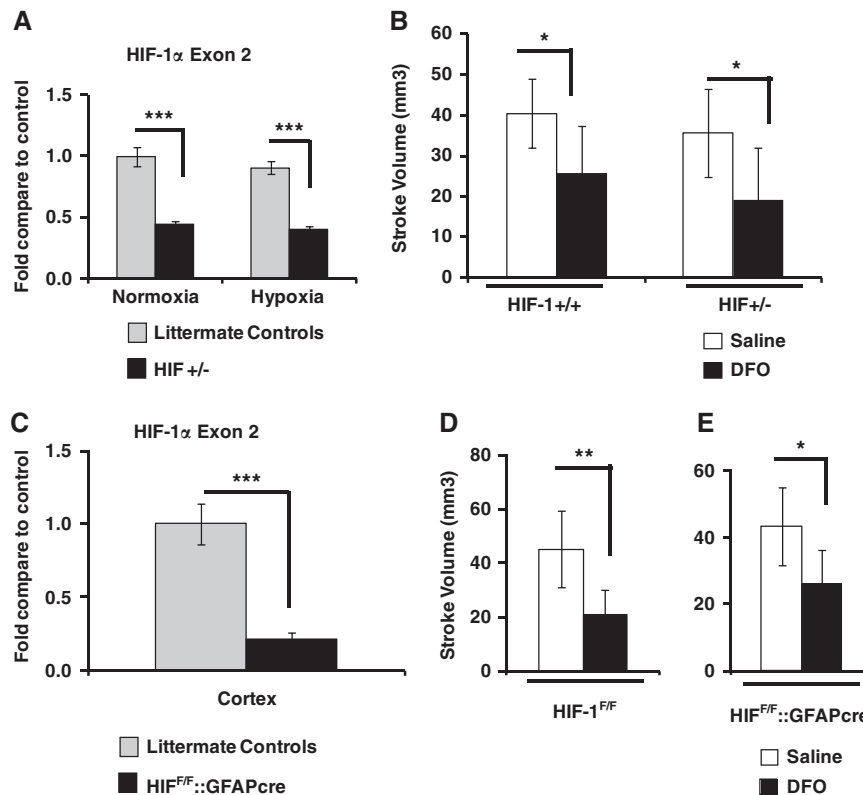 A
HIF-1α Exon 2
Fold compare to control
1.5
1.0
0.5
0.0
***
***
Normoxia
Hypoxia
Littermate Controls
HIF +/-
B
Stroke Volume (mm3)
60
50
40
30
20
10
0
*
*
HIF-1+/+
HIF+/-
Saline
DFO
C
HIF-1α Exon 2
Fold compare to control
1.5
1.0
0.5
0.0
***
Cortex
Littermate Controls
HIF^F/F::GFAPcre
D
Stroke Volume (mm3)
80
60
40
20
0
**
HIF-1^F/F
E
60
40
20
0
*
HIF^F/F::GFAPcre
Saline
DFO